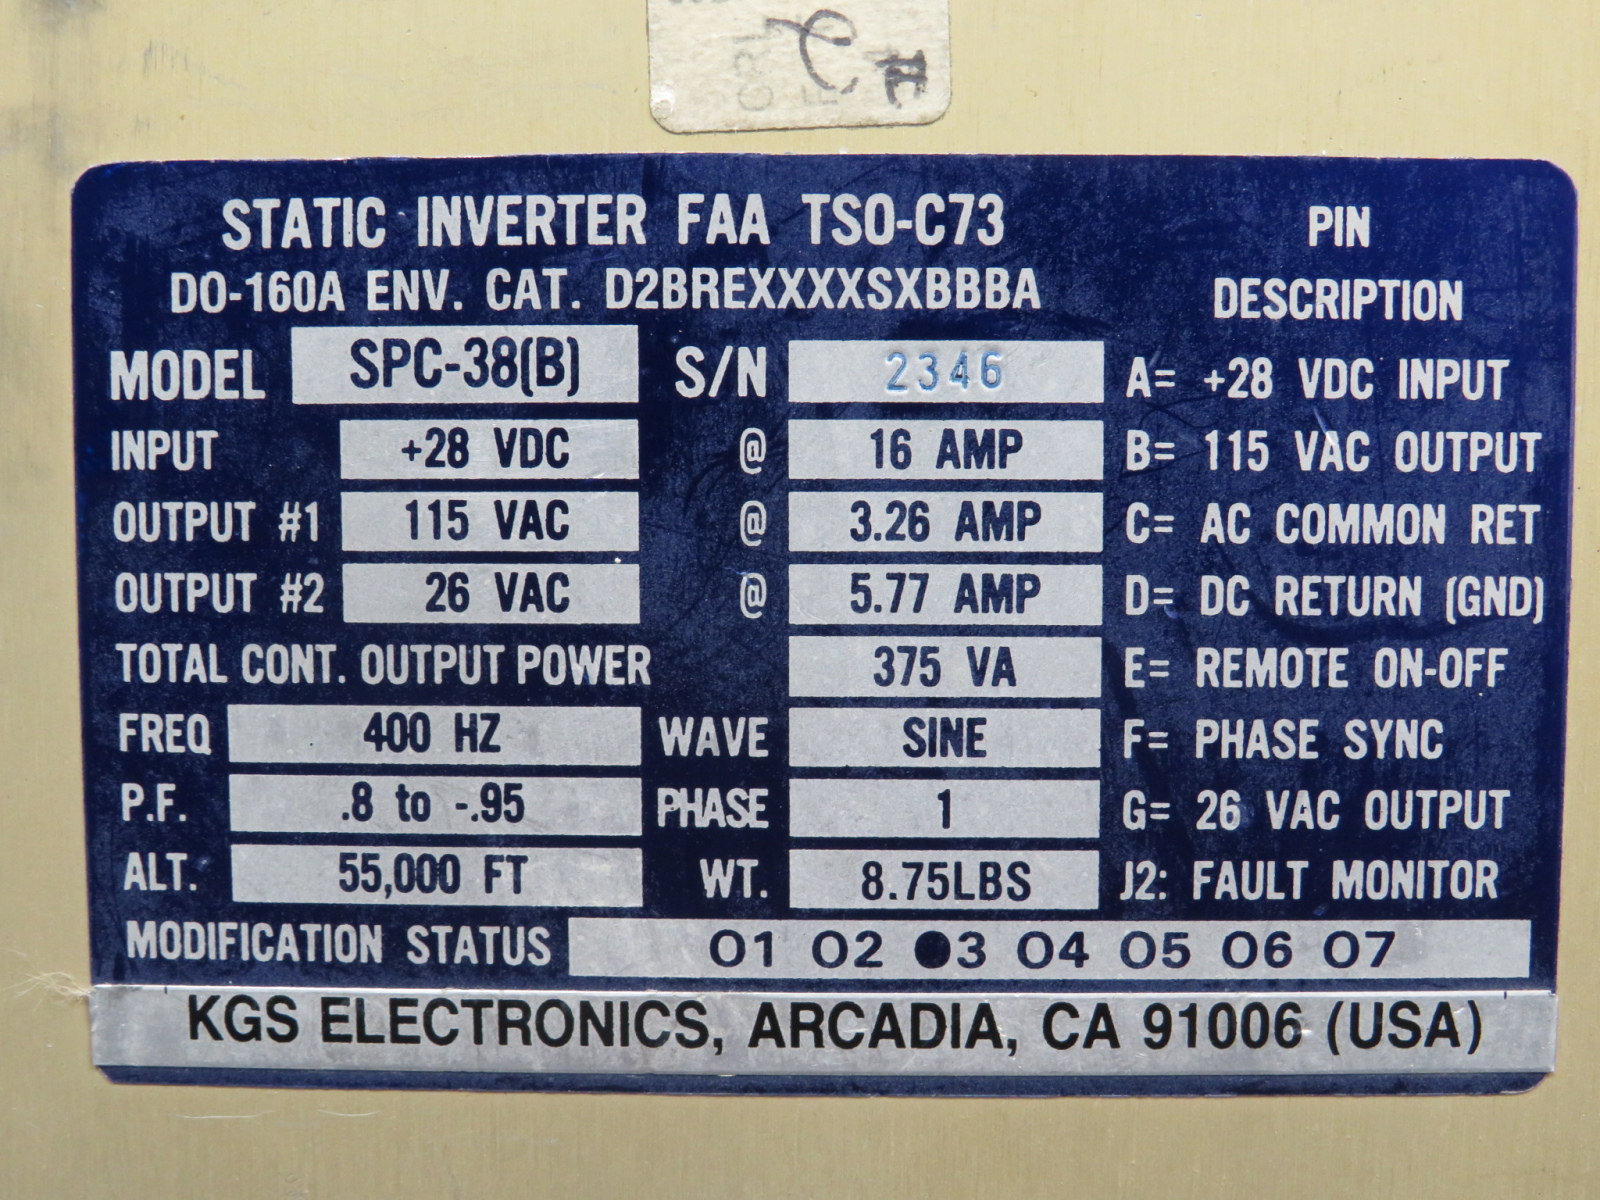 STATIC INVERTER FAA TSO-C73
DO-160A ENV. CAT. D2BREXXXXSXBBBA
MODEL SPC-38(B) S/N 2346
INPUT +28 VDC @ 16 AMP
OUTPUT #1 115 VAC @ 3.26 AMP
OUTPUT #2 26 VAC @ 5.77 AMP
TOTAL CONT. OUTPUT POWER 375 VA
FREQ 400 HZ WAVE SINE
P.F. .8 to -.95 PHASE 1
ALT. 55,000 FT WT. 8.75LBS
PIN
DESCRIPTION
A= +28 VDC INPUT
B= 115 VAC OUTPUT
C= AC COMMON RET
D= DC RETURN (GND)
E= REMOTE ON-OFF
F= PHASE SYNC
G= 26 VAC OUTPUT
J2: FAULT MONITOR
MODIFICATION STATUS O1 O2 ●3 O4 O5 O6 O7
KGS ELECTRONICS, ARCADIA, CA 91006 (USA)